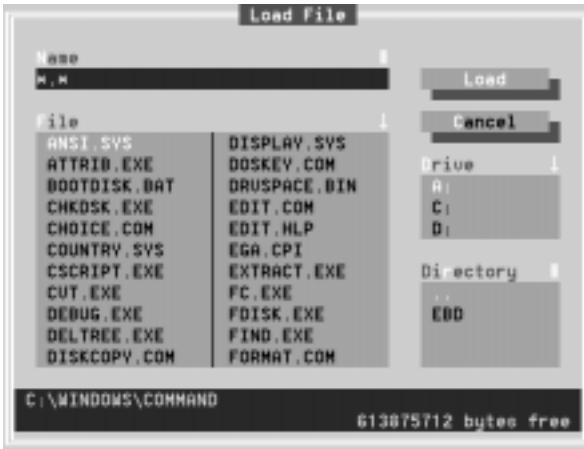 Load File
Name
*.*
Load
File
Cancel
ANSI.SYS
ATTRIB.EXE
BOOTDISK.BAT
CHKDSK.EXE
CHOICE.COM
COUNTRY.SYS
CSCRIPT.EXE
CVT.EXE
DEBUG.EXE
DELTREE.EXE
DISKCOPY.COM
DISPLAY.SYS
DOSKEY.COM
DRVSPACE.BIN
EDIT.COM
EDIT.HLP
EGA.CPI
EXTRACT.EXE
FC.EXE
FDISK.EXE
FIND.EXE
FORMAT.COM
Drive
A:
C:
D:
Directory
..
EBD
C:\WINDOWS\COMMAND
613875712 bytes free